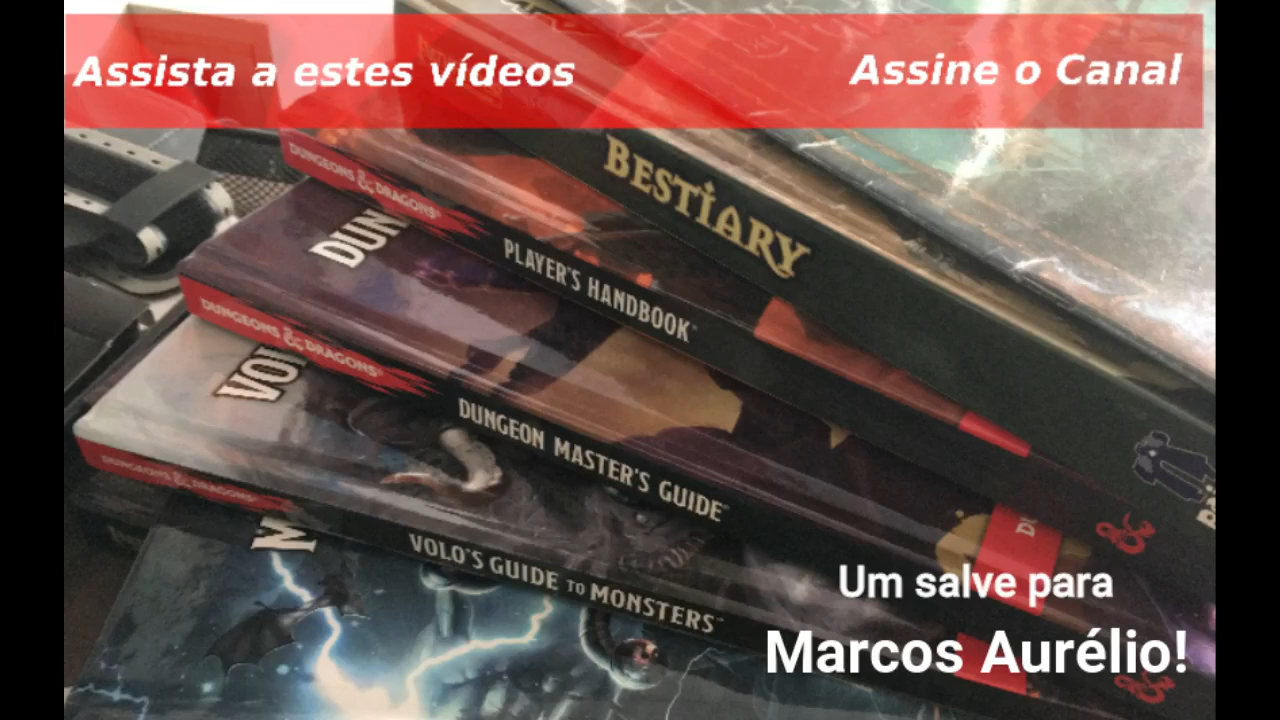 Assista a estes vídeos
Assine o Canal
BESTIARY
DUNGEONS & DRAGONS
PLAYER'S HANDBOOK
DUN
DUNGEONS & DRAGONS
DUNGEON MASTER'S GUIDE
VO
DUNGEONS & DRAGONS
VOLO'S GUIDE TO MONSTERS
M
Um salve para
Marcos Aurélio!